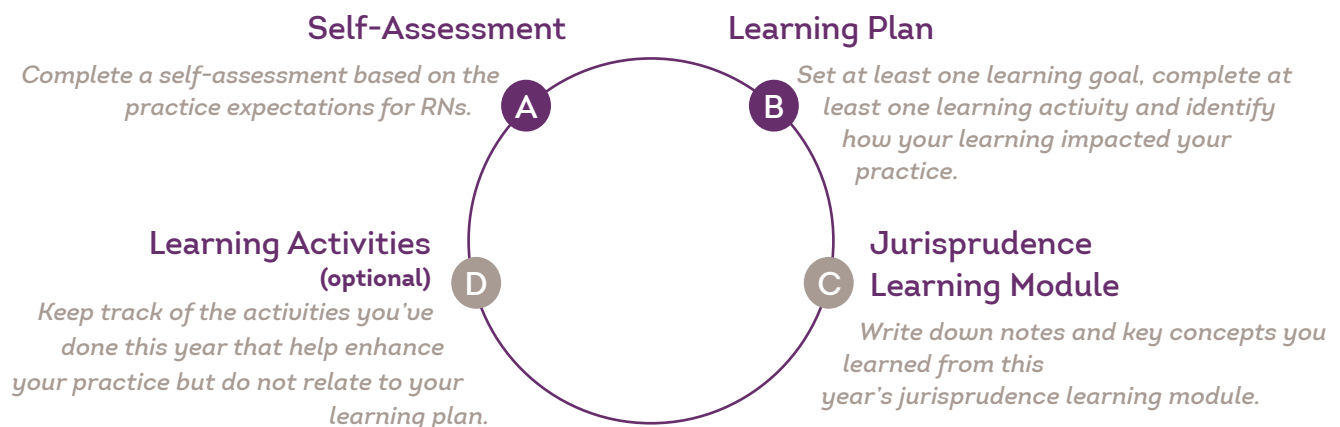 Self-Assessment
Complete a self-assessment based on the
practice expectations for RNs.
A
Learning Plan
B
Set at least one learning goal, complete at
least one learning activity and identify
how your learning impacted your
practice.
Jurisprudence
Learning Module
C
Write down notes and key concepts you
learned from this
year's jurisprudence learning module.
Learning Activities
(optional)
D
Keep track of the activities you've
done this year that help enhance
your practice but do not relate to your
learning plan.